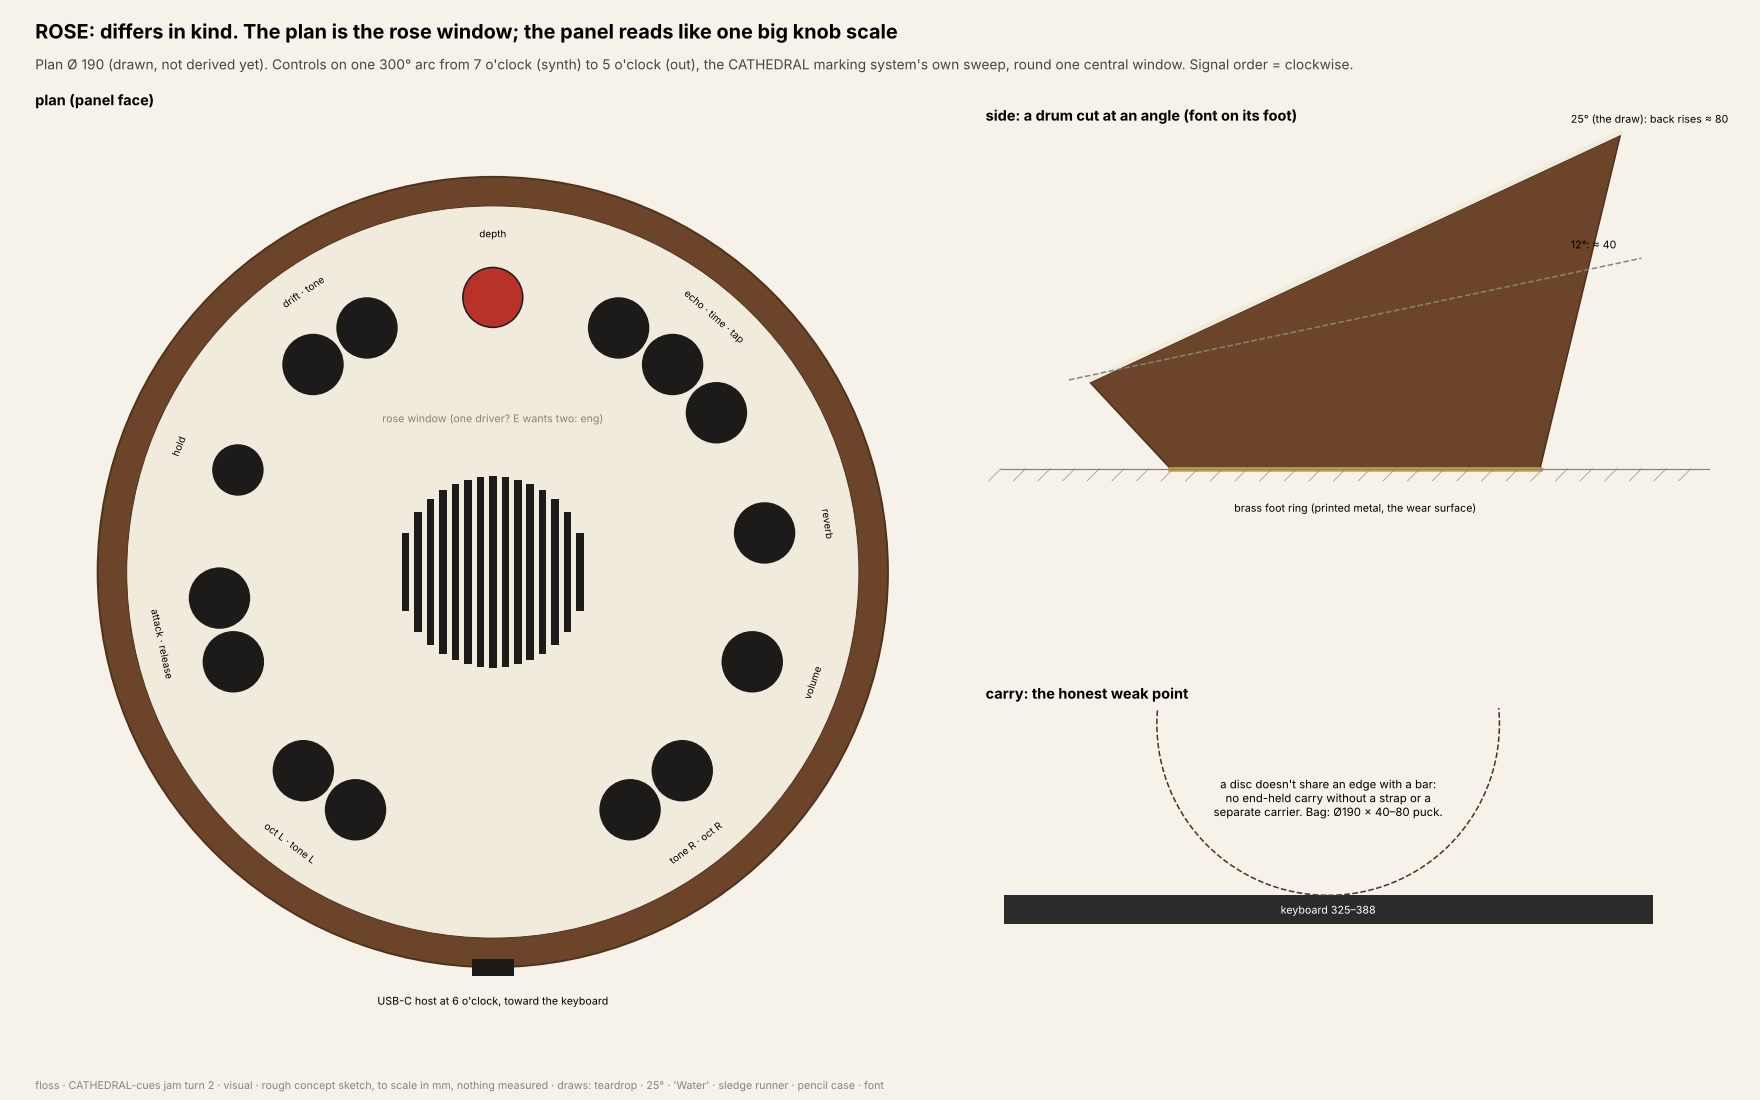 ROSE: differs in kind. The plan is the rose window; the panel reads like one big knob scale
Plan Ø 190 (drawn, not derived yet). Controls on one 300° arc from 7 o'clock (synth) to 5 o'clock (out), the CATHEDRAL marking system's own sweep, round one central window. Signal order = clockwise.
plan (panel face)
depth
drift · tone
echo · time · tap
rose window (one driver? E wants two: eng)
hold
reverb
attack · release
volume
oct L · tone L
tone R · oct R
USB-C host at 6 o'clock, toward the keyboard
side: a drum cut at an angle (font on its foot)
25° (the draw): back rises ≈ 80
12°: ≈ 40
brass foot ring (printed metal, the wear surface)
carry: the honest weak point
a disc doesn't share an edge with a bar:
no end-held carry without a strap or a
separate carrier. Bag: Ø190 × 40–80 puck.
keyboard 325–388
floss · CATHEDRAL-cues jam turn 2 · visual · rough concept sketch, to scale in mm, nothing measured · draws: teardrop · 25° · 'Water' · sledge runner · pencil case · font